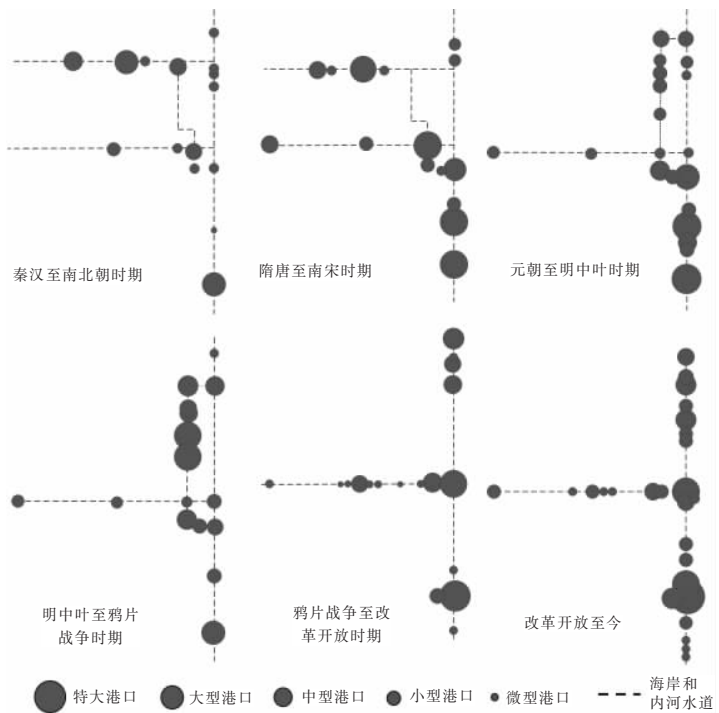 秦汉至南北朝时期
隋唐至南宋时期
元朝至明中叶时期
明中叶至鸦片
战争时期
鸦片战争至改
革开放时期
改革开放至今
特大港口
大型港口
中型港口
小型港口
微型港口
海岸和
内河水道